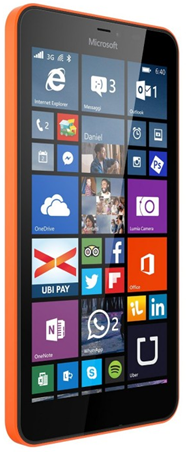 Microsoft
3G 6:40
3 1
Internet Explorer Messaggi Outlook
2 Daniel
OneDrive Lumia Camera
UBI PAY Office
OneNote WhatsApp 2 Uber